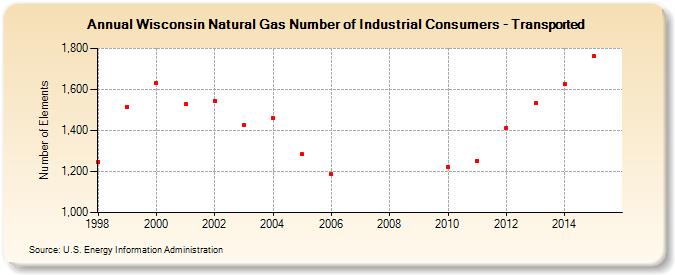 Annual Wisconsin Natural Gas Number of Industrial Consumers - Transported
Number of Elements
1,800
1,600
1,400
1,200
1,000
1998 2000 2002 2004 2006 2008 2010 2012 2014
Source: U.S. Energy Information Administration